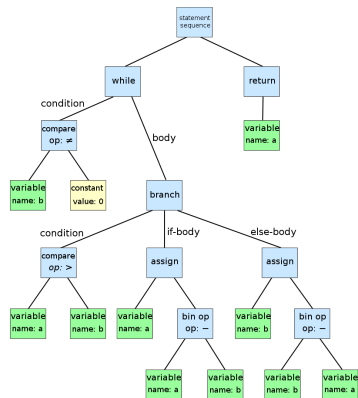 statement
sequence
while
return
condition
compare
op: ≠
body
variable
name: a
variable
name: b
constant
value: 0
branch
condition
if-body
else-body
compare
op: >
assign
assign
variable
name: a
variable
name: b
variable
name: a
bin op
op: −
variable
name: b
bin op
op: −
variable
name: a
variable
name: b
variable
name: b
variable
name: a